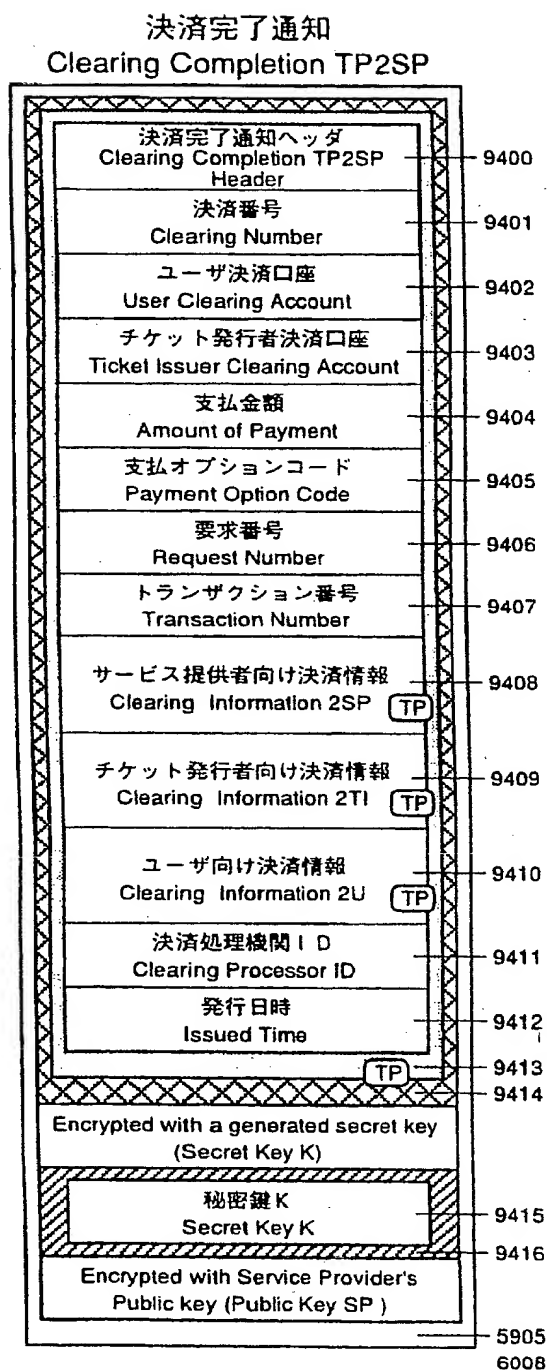 決済完了通知
Clearing Completion TP2SP
決済完了通知ヘッダ
Clearing Completion TP2SP
Header
9400
決済番号
Clearing Number
9401
ユーザ決済口座
User Clearing Account
9402
チケット発行者決済口座
Ticket Issuer Clearing Account
9403
支払金額
Amount of Payment
9404
支払オプションコード
Payment Option Code
9405
要求番号
Request Number
9406
トランザクション番号
Transaction Number
9407
サービス提供者向け決済情報
Clearing Information 2SP
TP
9408
チケット発行者向け決済情報
Clearing Information 2TI
TP
9409
ユーザ向け決済情報
Clearing Information 2U
TP
9410
決済処理機関ID
Clearing Processor ID
9411
発行日時
Issued Time
9412
TP
9413
9414
Encrypted with a generated secret key
(Secret Key K)
秘密鍵K
Secret Key K
9415
9416
Encrypted with Service Provider's
Public key (Public Key SP )
5905
6008